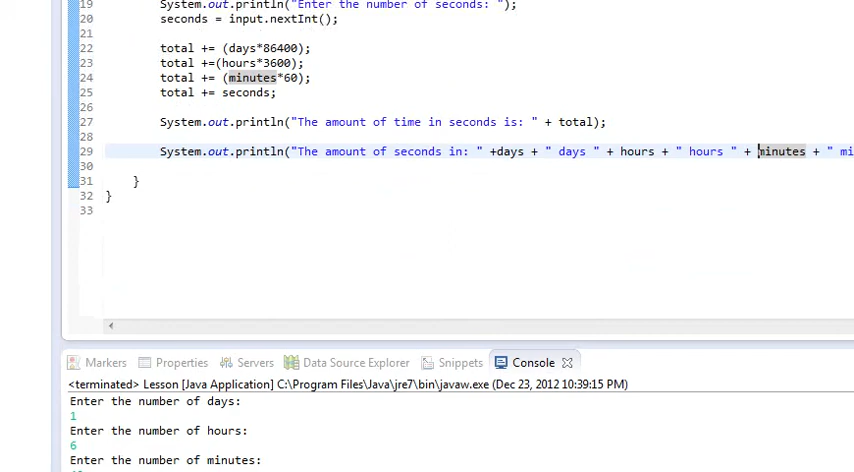 19 System.out.println("Enter the number of seconds: ");
20 seconds = input.nextInt();
21
22 total += (days*86400);
23 total +=(hours*3600);
24 total += (minutes*60);
25 total += seconds;
26
27 System.out.println("The amount of time in seconds is: " + total);
28
29 System.out.println("The amount of seconds in: " +days + " days " + hours + " hours " + minutes + " mi
30
31 }
32 }
33
Markers Properties Servers Data Source Explorer Snippets Console
<terminated> Lesson [Java Application] C:\Program Files\Java\jre7\bin\javaw.exe (Dec 23, 2012 10:39:15 PM)
Enter the number of days:
1
Enter the number of hours:
6
Enter the number of minutes: